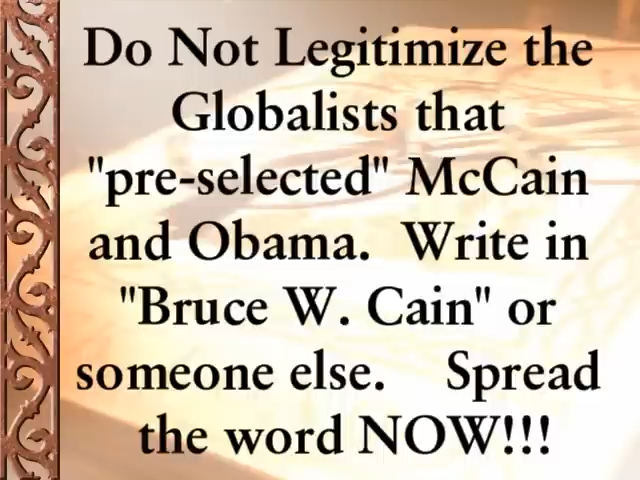 Do Not Legitimize the
Globalists that
"pre-selected" McCain
and Obama.  Write in
"Bruce W. Cain" or
someone else.    Spread
the word NOW!!!